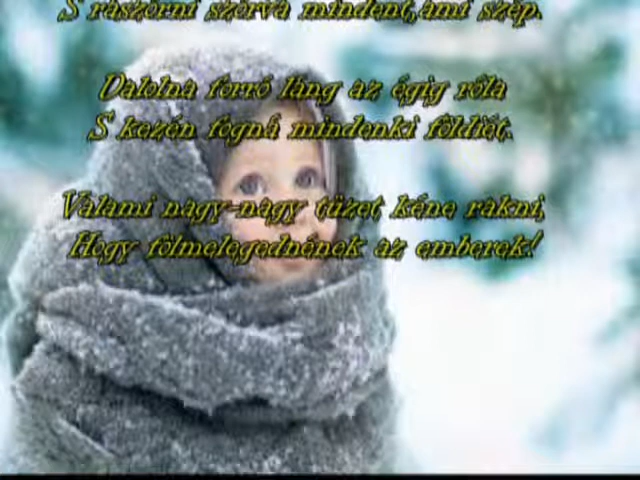 S rászórni szórva mindent, ami szép.
Dalolna forró láng az égig róla
S kezén fogná mindenki földiét.
Valami nagy-nagy tüzet kéne rakni,
Hogy fölmelegednének az emberek!